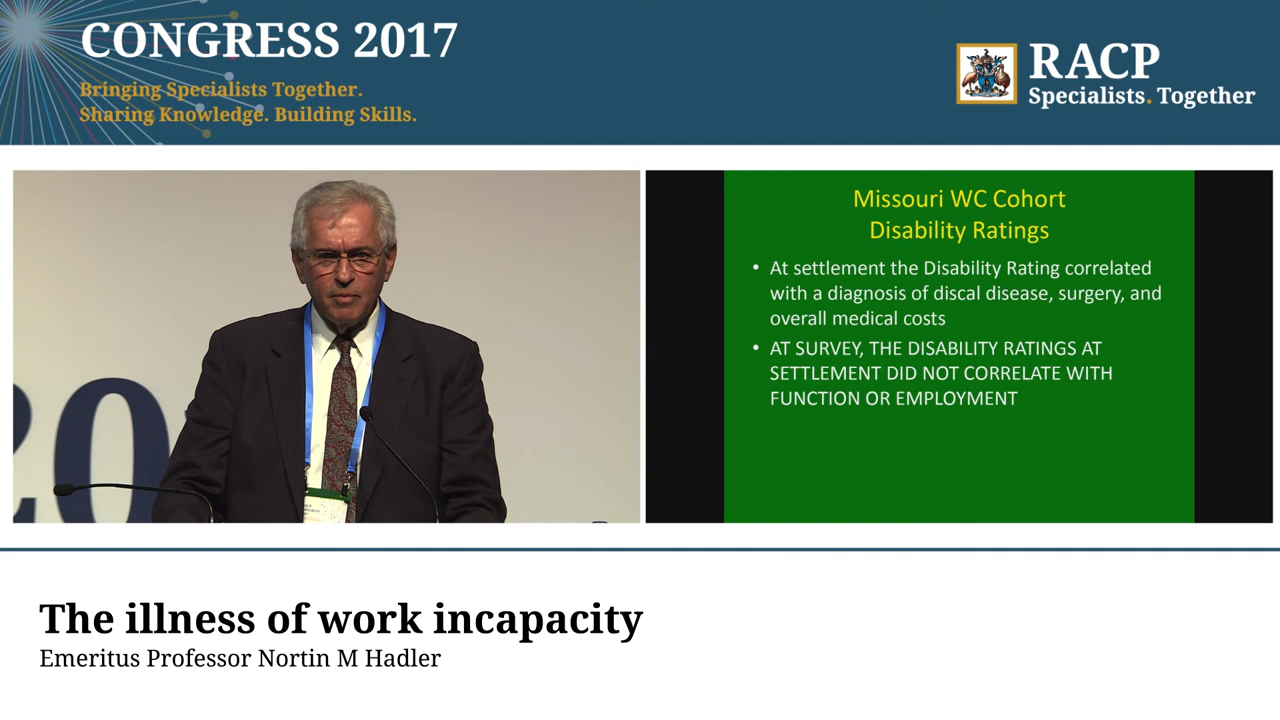 CONGRESS 2017
Bringing Specialists Together.
Sharing Knowledge. Building Skills.
RACP
Specialists. Together
20
Missouri WC Cohort
Disability Ratings
• At settlement the Disability Rating correlated
with a diagnosis of discal disease, surgery, and
overall medical costs
• AT SURVEY, THE DISABILITY RATINGS AT
SETTLEMENT DID NOT CORRELATE WITH
FUNCTION OR EMPLOYMENT
The illness of work incapacity
Emeritus Professor Nortin M Hadler